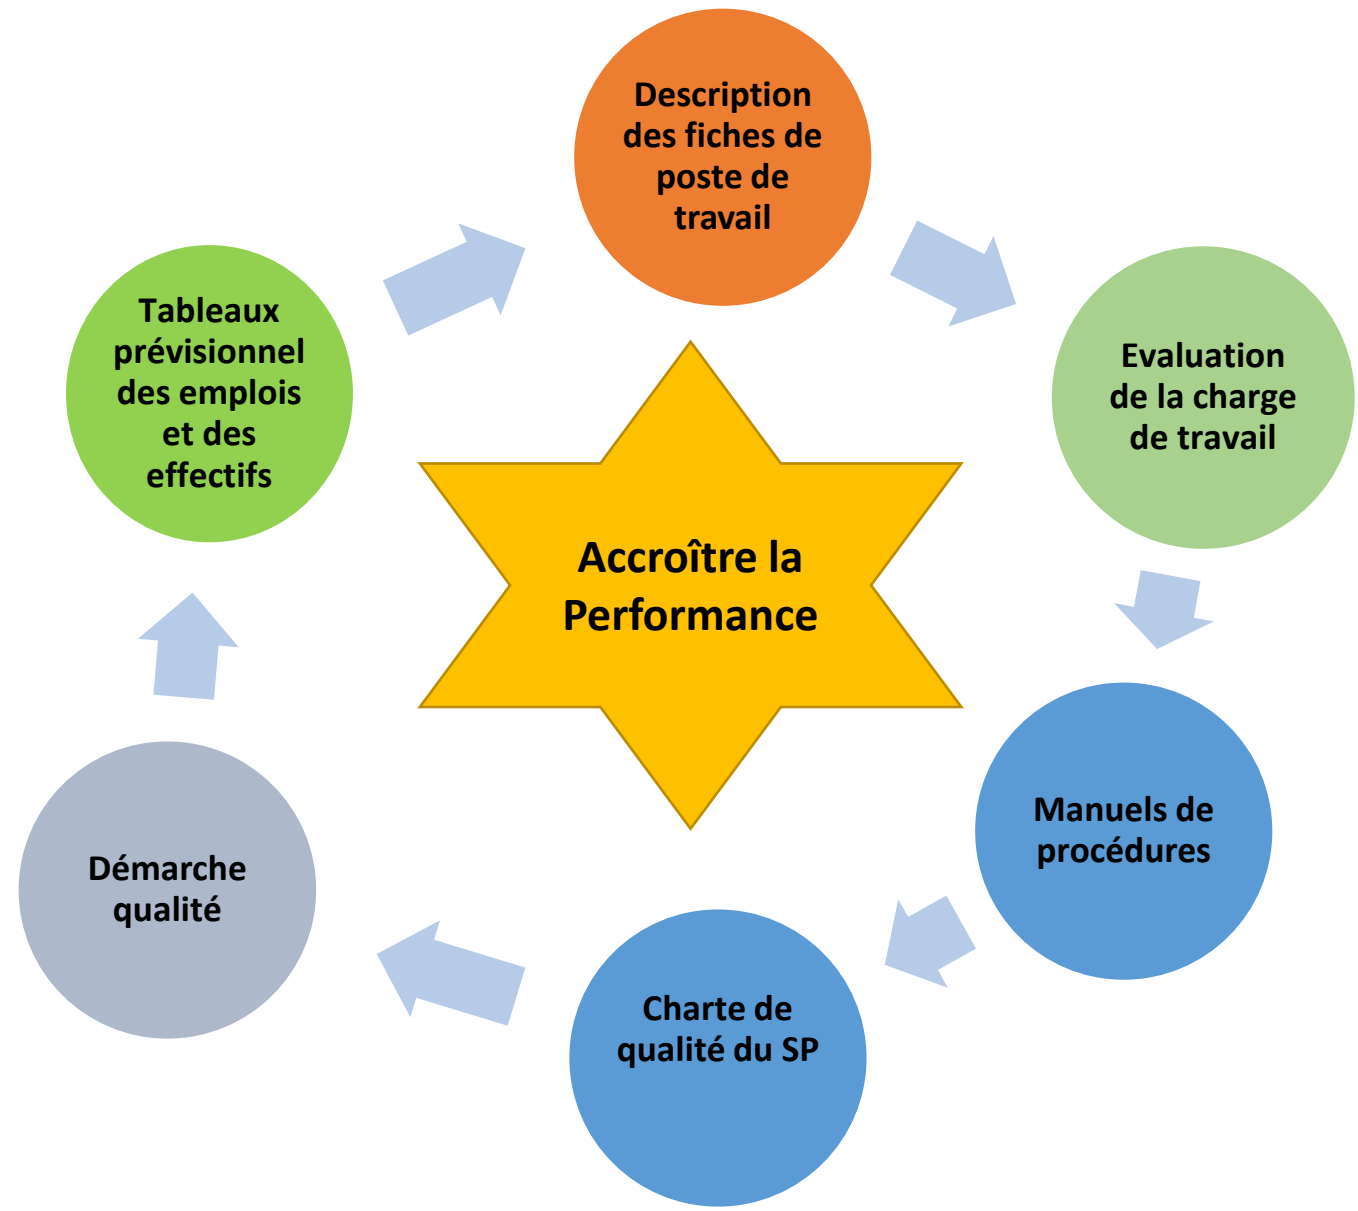 Description
des fiches de
poste de
travail
Evaluation
de la charge
de travail
Manuels de
procédures
Charte de
qualité du SP
Démarche
qualité
Tableaux
prévisionnel
des emplois
et des
effectifs
Accroître la
Performance